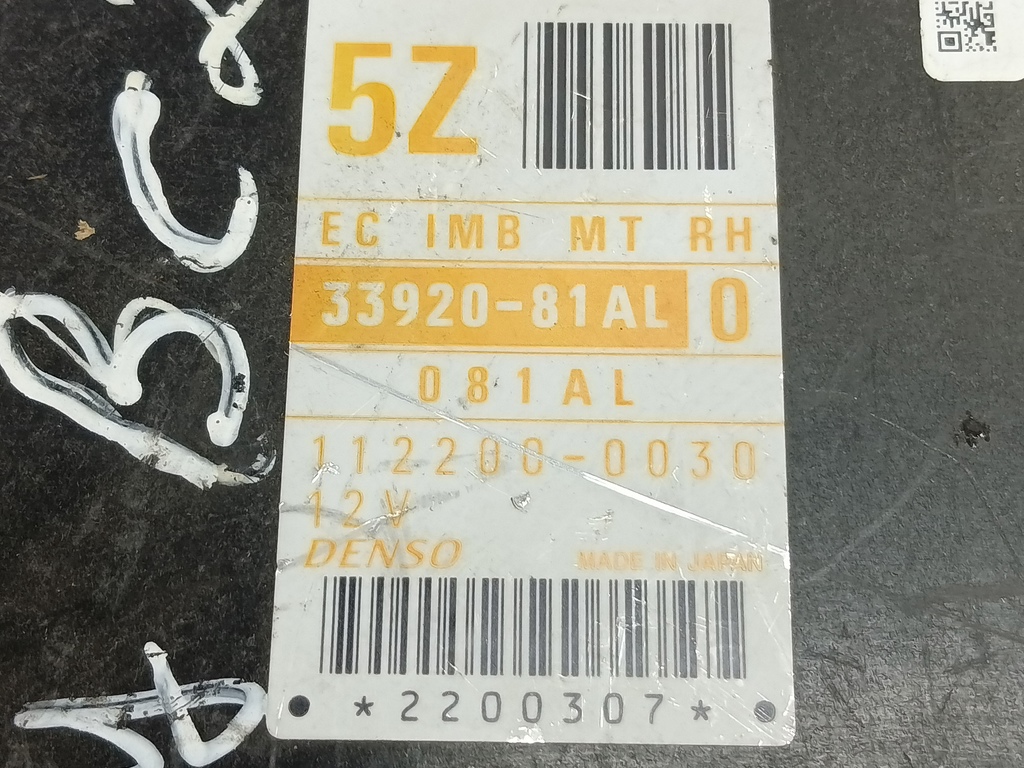 5Z
EC IMB MT RH
33920-81AL 0
081AL
112200-0030
12V
DENSO MADE IN JAPAN
*2200307*